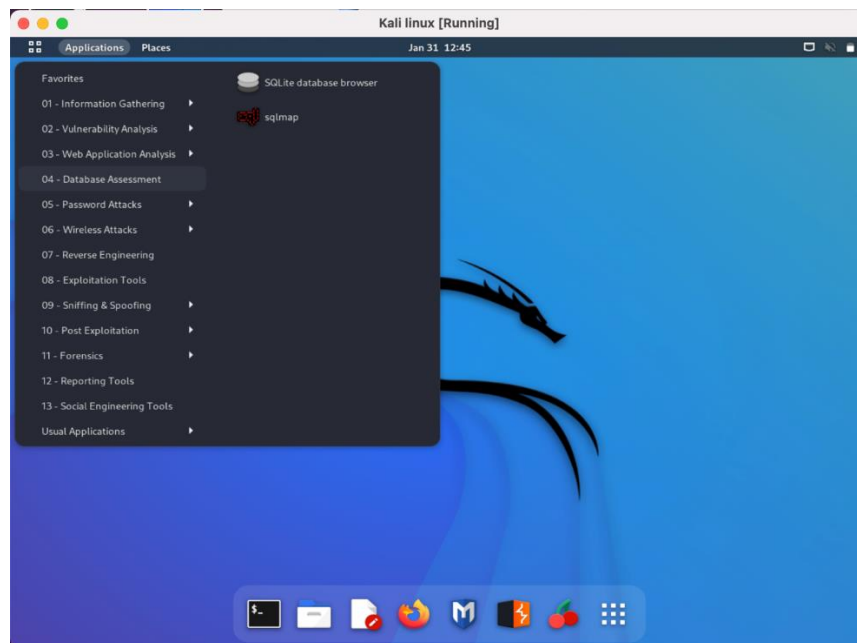 Kali linux [Running]
Applications Places Jan 31 12:45
Favorites
01 - Information Gathering
02 - Vulnerability Analysis
03 - Web Application Analysis
04 - Database Assessment
05 - Password Attacks
06 - Wireless Attacks
07 - Reverse Engineering
08 - Exploitation Tools
09 - Sniffing & Spoofing
10 - Post Exploitation
11 - Forensics
12 - Reporting Tools
13 - Social Engineering Tools
Usual Applications
SQLite database browser
sqlmap
$_
M